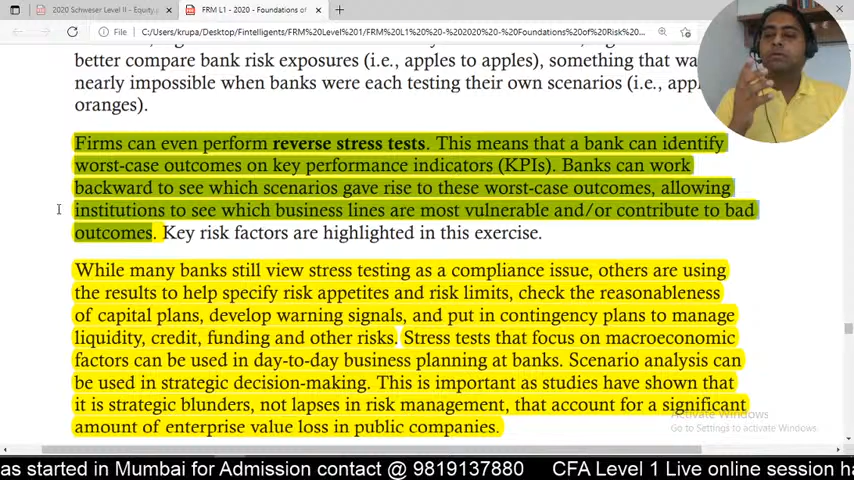 2020 Schweser Level II - Equity.p
FRM L1 - 2020 - Foundations of
File
C:/Users/krupa/Desktop/Fintelligents/FRM%20Level%201/FRM%20L1%20%20-%202020%20-%20Foundations%20of%20Risk%20
better compare bank risk exposures (i.e., apples to apples), something that wa
nearly impossible when banks were each testing their own scenarios (i.e., appl
oranges).
Firms can even perform reverse stress tests. This means that a bank can identify
worst-case outcomes on key performance indicators (KPIs). Banks can work
backward to see which scenarios gave rise to these worst-case outcomes, allowing
institutions to see which business lines are most vulnerable and/or contribute to bad
outcomes. Key risk factors are highlighted in this exercise.
While many banks still view stress testing as a compliance issue, others are using
the results to help specify risk appetites and risk limits, check the reasonableness
of capital plans, develop warning signals, and put in contingency plans to manage
liquidity, credit, funding and other risks. Stress tests that focus on macroeconomic
factors can be used in day-to-day business planning at banks. Scenario analysis can
be used in strategic decision-making. This is important as studies have shown that
it is strategic blunders, not lapses in risk management, that account for a significant
amount of enterprise value loss in public companies.
Activate Windows
Go to Settings to activate Windows.
as started in Mumbai for Admission contact @ 9819137880 CFA Level 1 Live online session ha